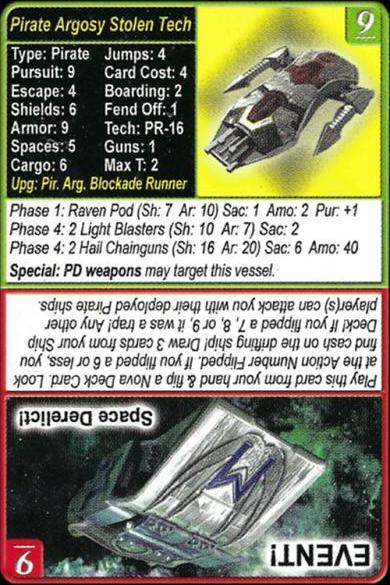 Pirate Argosy Stolen Tech
9
Type: Pirate Jumps: 4
Pursuit: 9 Card Cost: 4
Escape: 4 Boarding: 2
Shields: 6 Fend Off: 1
Armor: 9 Tech: PR-16
Spaces: 5 Guns: 1
Cargo: 6 Max T: 2
Upg: Pir. Arg. Blockade Runner
Phase 1: Raven Pod (Sh: 7 Ar: 10) Sac: 1 Amo: 2 Pur: +1
Phase 4: 2 Light Blasters (Sh: 10 Ar: 7) Sac: 2
Phase 4: 2 Hail Chainguns (Sh: 16 Ar: 20) Sac: 6 Amo: 40
Special: PD weapons may target this vessel.
EVENT!
6
Space Derelict!
Play this card from your hand & flip a Nova Deck Card. Look
at the Action Number Flipped. If you flipped a 6 or less, you
find cash on the drifting ship! Draw 3 cards from your Ship
Deck! If you flipped a 7, 8, or 9, it was a trap! Any other
player(s) can attack you with their deployed Pirate ships.